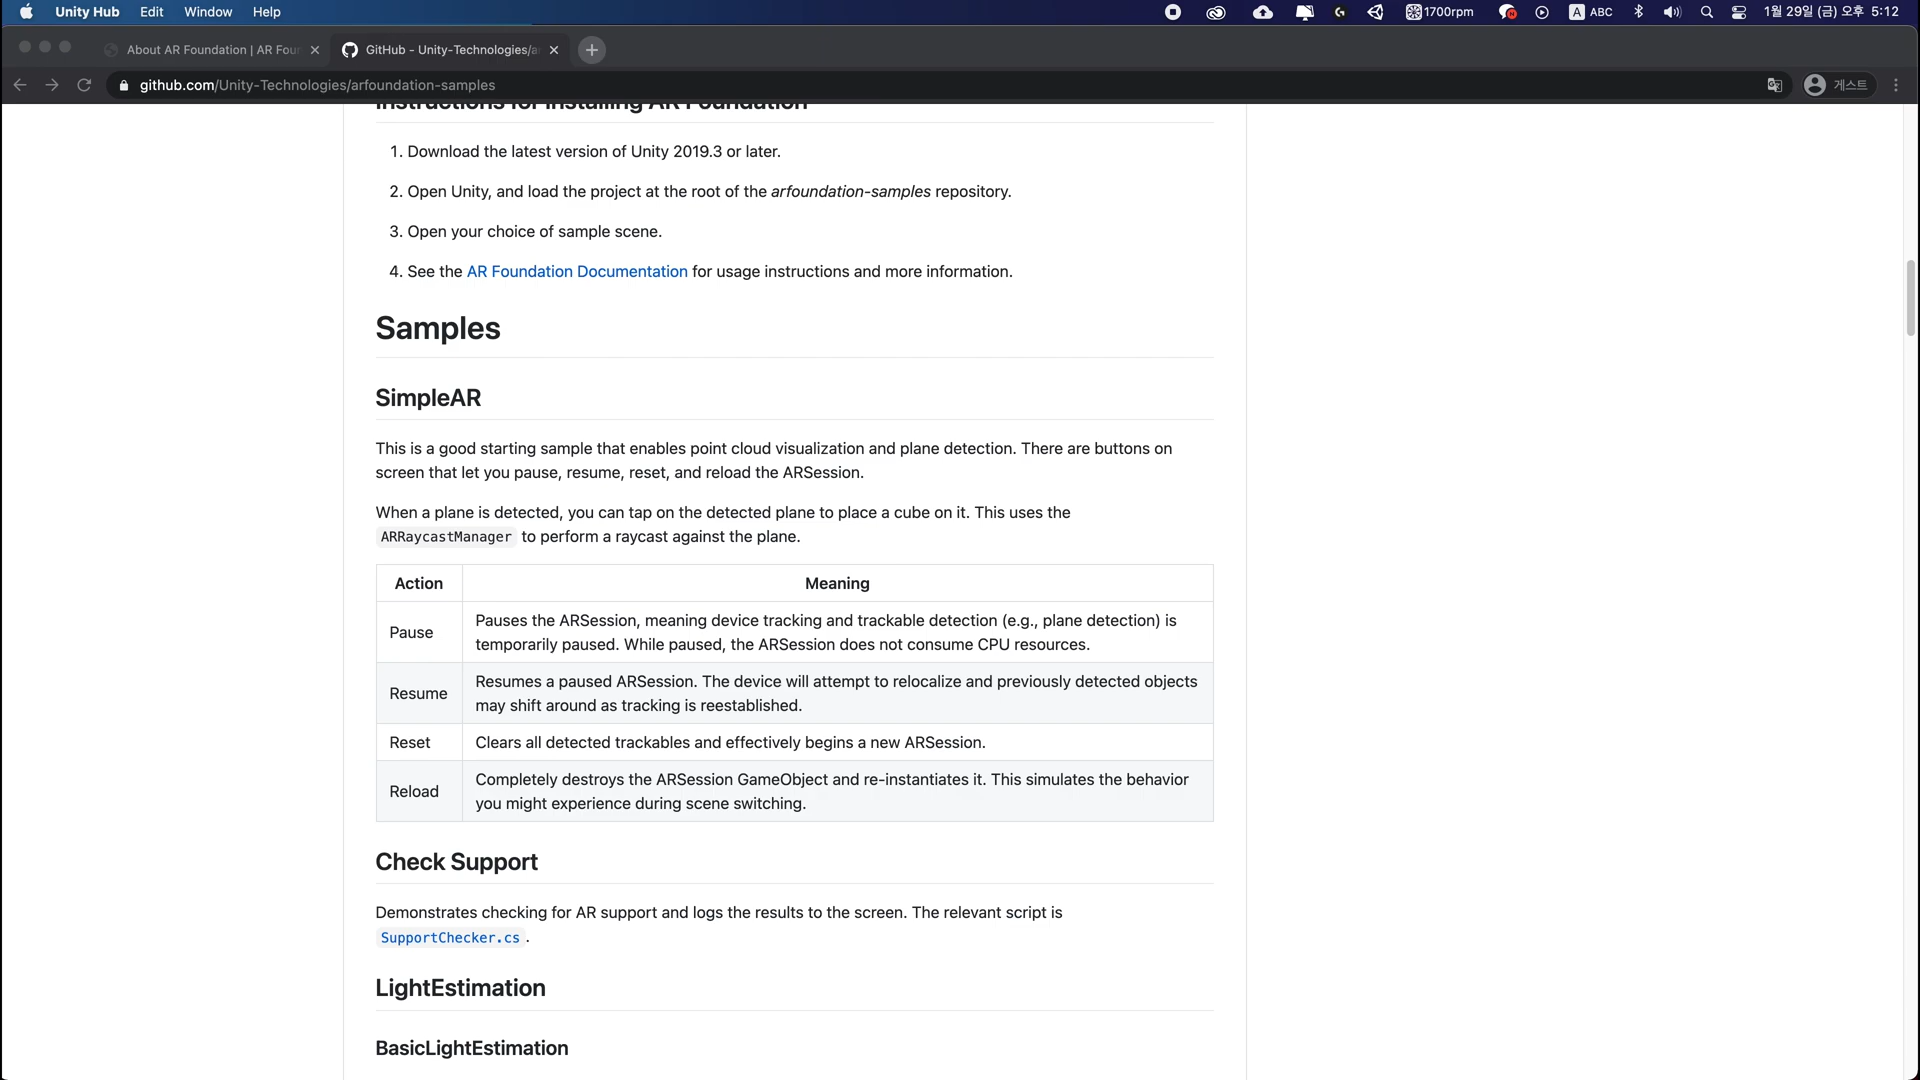 Unity Hub Edit Window Help 1700rpm A ABC 1월 29일 (금) 오후 5:12
About AR Foundation | AR Foun GitHub - Unity-Technologies/ar
github.com/Unity-Technologies/arfoundation-samples 게스트
Instructions for installing AR Foundation
1. Download the latest version of Unity 2019.3 or later.
2. Open Unity, and load the project at the root of the arfoundation-samples repository.
3. Open your choice of sample scene.
4. See the AR Foundation Documentation for usage instructions and more information.
Samples
SimpleAR
This is a good starting sample that enables point cloud visualization and plane detection. There are buttons on
screen that let you pause, resume, reset, and reload the ARSession.
When a plane is detected, you can tap on the detected plane to place a cube on it. This uses the
ARRaycastManager to perform a raycast against the plane.
Action Meaning
Pause Pauses the ARSession, meaning device tracking and trackable detection (e.g., plane detection) is
temporarily paused. While paused, the ARSession does not consume CPU resources.
Resume Resumes a paused ARSession. The device will attempt to relocalize and previously detected objects
may shift around as tracking is reestablished.
Reset Clears all detected trackables and effectively begins a new ARSession.
Reload Completely destroys the ARSession GameObject and re-instantiates it. This simulates the behavior
you might experience during scene switching.
Check Support
Demonstrates checking for AR support and logs the results to the screen. The relevant script is
SupportChecker.cs.
LightEstimation
BasicLightEstimation